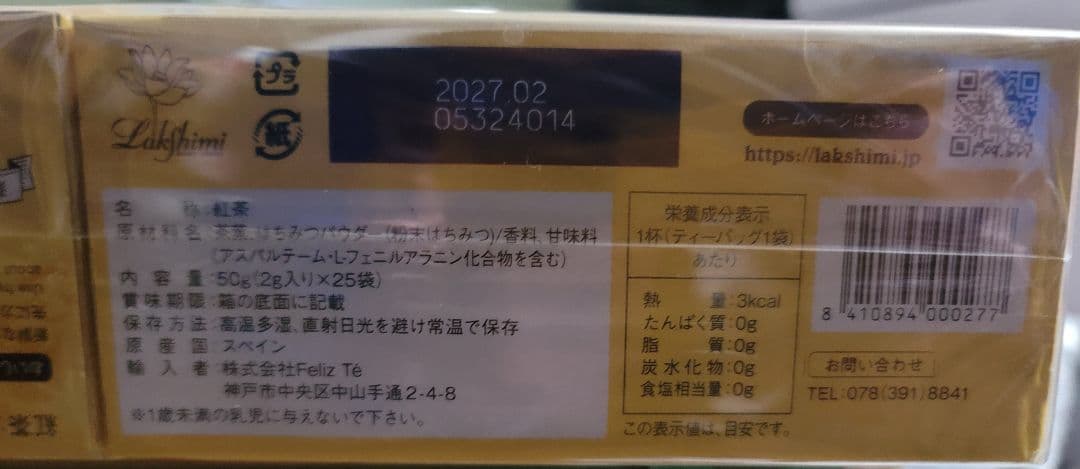 Lakshimi
プラ
紙
2027.02
05324014
ホームページはこちら
https://lakshimi.jp
名 称:紅茶
原材料名:茶葉、はちみつパウダー(粉末はちみつ)/香料、甘味料
(アスパルテーム・L-フェニルアラニン化合物を含む)
内容量:50g(2g入り×25袋)
賞味期限:箱の底面に記載
保存方法:高温多湿、直射日光を避け常温で保存
原産国:スペイン
輸入者:株式会社Feliz Té
神戸市中央区中山手通2-4-8
※1歳未満の乳児に与えないで下さい。
栄養成分表示
1杯(ティーバッグ1袋)
あたり
熱量:3kcal
たんぱく質:0g
脂質:0g
炭水化物:0g
食塩相当量:0g
この表示値は、目安です。
8 410894 000277
お問い合わせ
TEL:078(391)8841
紅茶